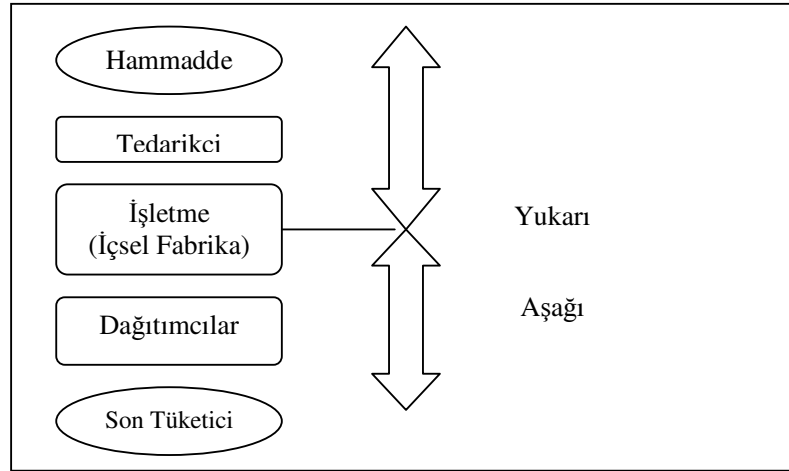 Hammadde
Tedarikci
İşletme
(İçsel Fabrika)
Yukarı
Dağıtımcılar
Aşağı
Son Tüketici